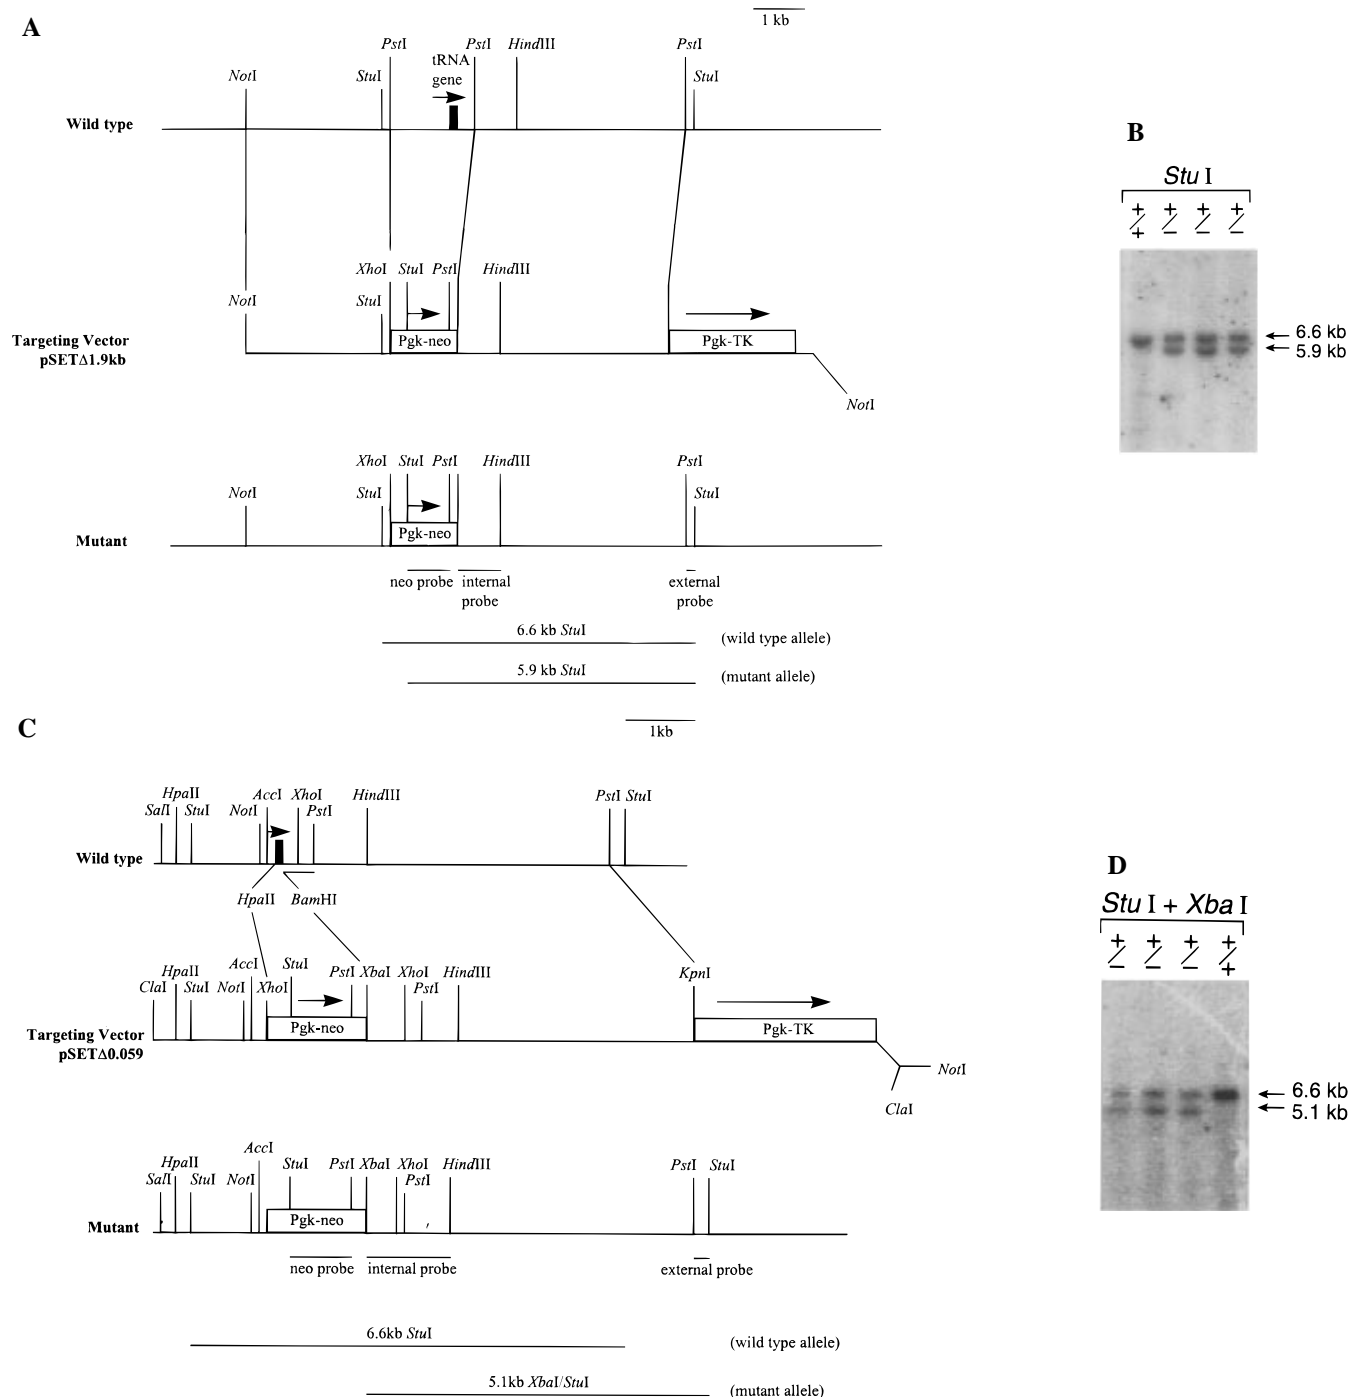 A
1 kb
PstI
PstI
HindIII
PstI
tRNA
gene
NotI
StuI
StuI
Wild type
XhoI StuI PstI HindIII
NotI
StuI
Targeting Vector
pSETΔ1.9kb
Pgk-neo
Pgk-TK
NotI
XhoI StuI PstI HindIII
PstI
NotI
StuI
StuI
Pgk-neo
Mutant
neo probe
internal
probe
external
probe
6.6 kb StuI
(wild type allele)
5.9 kb StuI
(mutant allele)
B
Stu I
+/+ +/− +/− +/−
6.6 kb
5.9 kb
C
1kb
HpaII
AccI
XhoI
HindIII
PstI StuI
SalI
StuI
NotI
PstI
Wild type
HpaII
BamHI
AccI
StuI
HpaII
PstI XbaI XhoI HindIII
KpnI
ClaI
StuI
NotI
XhoI
PstI
Pgk-neo
Pgk-TK
Targeting Vector
pSETΔ0.059
NotI
ClaI
AccI
HpaII
StuI
PstI XbaI XhoI HindIII
PstI
StuI
SalI
StuI
NotI
PstI
Pgk-neo
Mutant
neo probe
internal probe
external probe
6.6kb StuI
(wild type allele)
5.1kb XbaI/StuI
(mutant allele)
D
Stu I + Xba I
+/− +/− +/− +/+
6.6 kb
5.1 kb